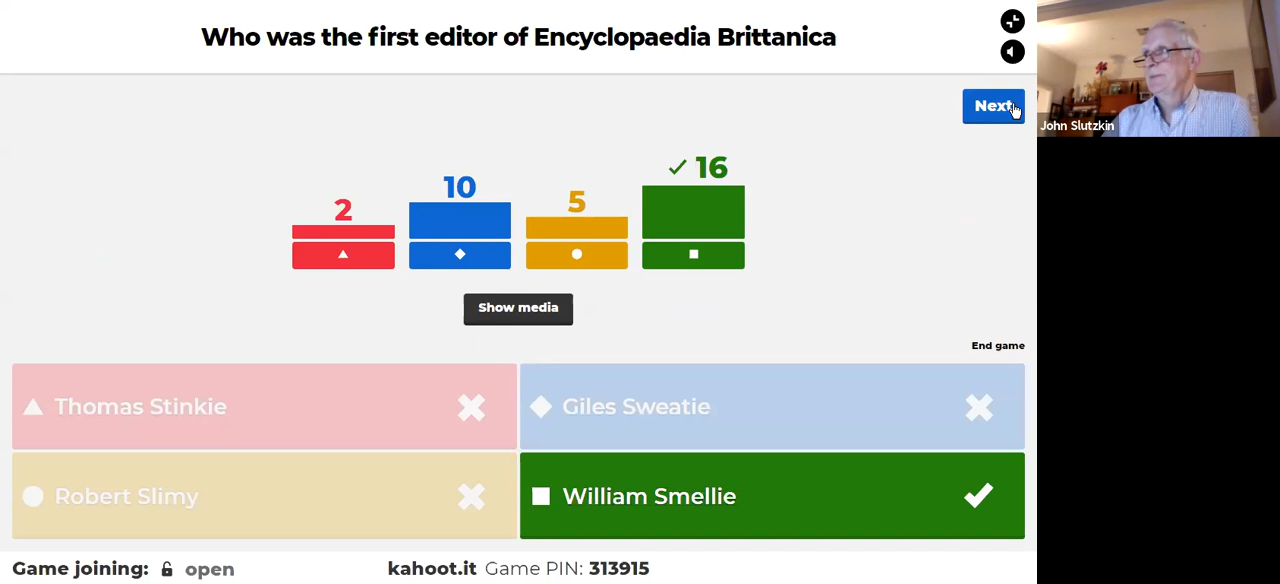 Who was the first editor of Encyclopaedia Brittanica
Next
John Slutzkin
2
10
5
16
Show media
End game
Thomas Stinkie
Giles Sweatie
Robert Slimy
William Smellie
Game joining: open
kahoot.it Game PIN: 313915